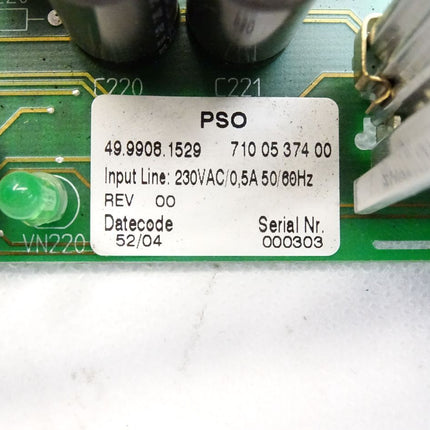 C220 C221
PSO
49.9908.1529 710 05 374 00
Input Line: 230VAC/0,5A 50/60Hz
REV 00
Datecode Serial Nr.
52/04 000303
VN220